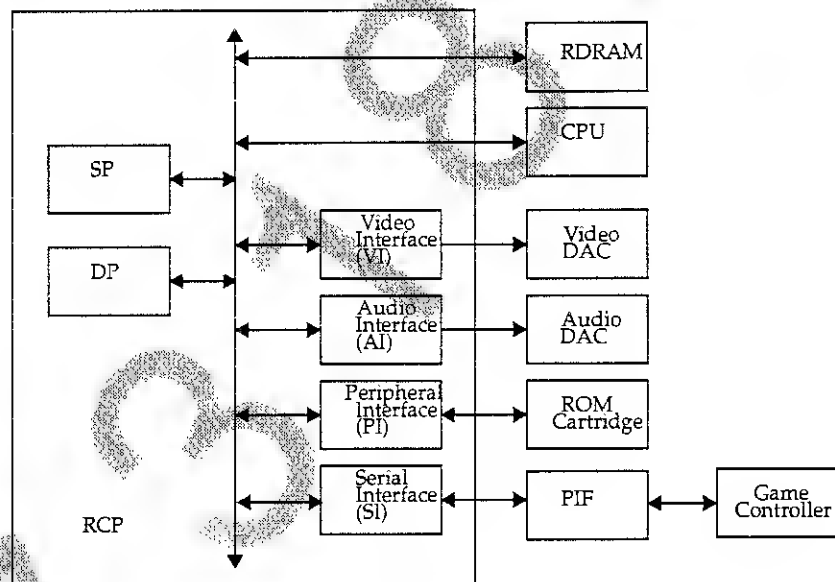 RDRAM
CPU
SP
Video
Interface
(VI)
Video
DAC
DP
Audio
Interface
(AI)
Audio
DAC
Peripheral
Interface
(PI)
ROM
Cartridge
Serial
Interface
(SI)
PIF
Game
Controller
RCP